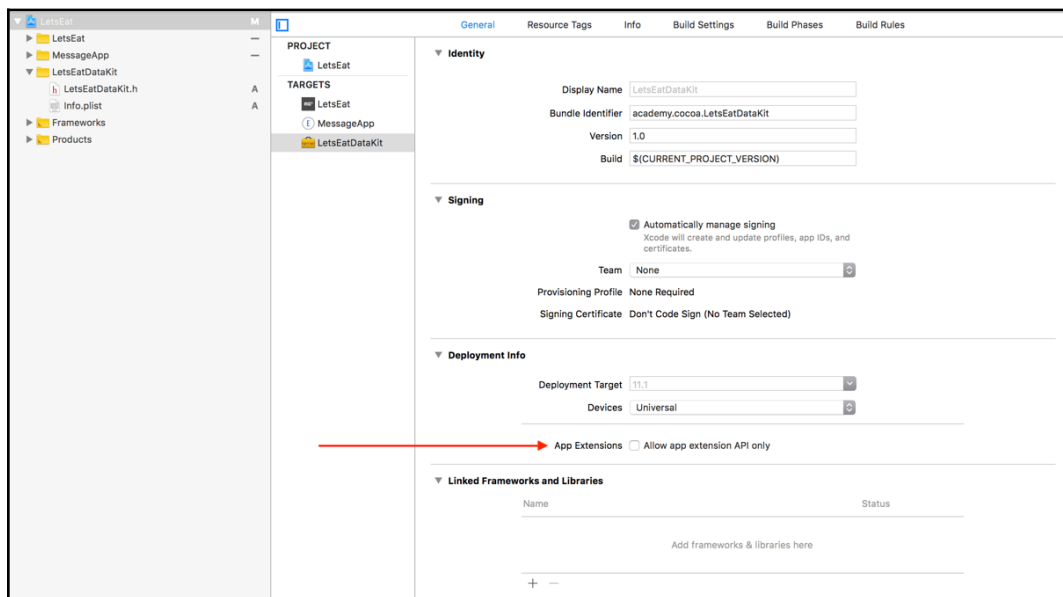 LetsEat M
LetsEat
MessageApp
LetsEatDataKit
LetsEatDataKit.h A
Info.plist A
Frameworks
Products
General Resource Tags Info Build Settings Build Phases Build Rules
PROJECT
LetsEat
TARGETS
LetsEat
MessageApp
LetsEatDataKit
Identity
Display Name LetsEatDataKit
Bundle Identifier academy.cocoa.LetsEatDataKit
Version 1.0
Build $(CURRENT_PROJECT_VERSION)
Signing
Automatically manage signing
Xcode will create and update profiles, app IDs, and
certificates.
Team None
Provisioning Profile None Required
Signing Certificate Don't Code Sign (No Team Selected)
Deployment Info
Deployment Target 11.1
Devices Universal
App Extensions Allow app extension API only
Linked Frameworks and Libraries
Name Status
Add frameworks & libraries here